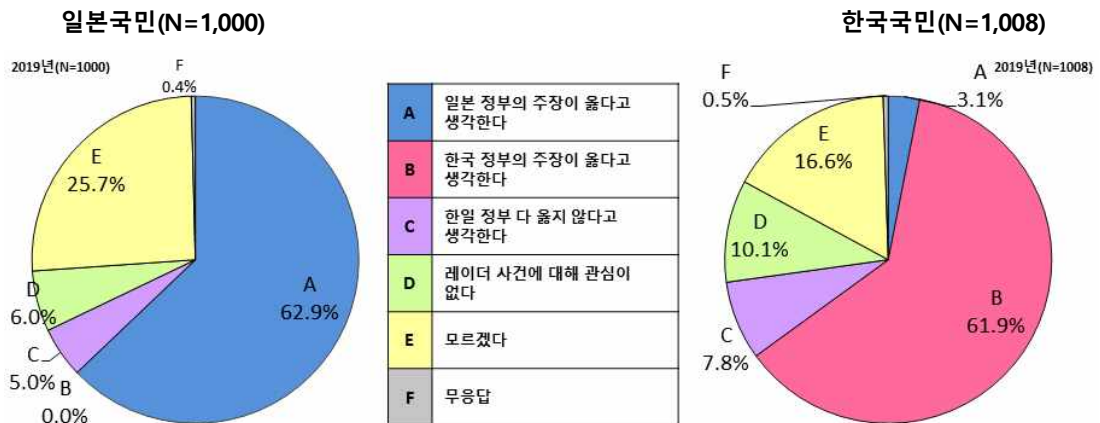 일본국민(N=1,000)
한국국민(N=1,008)
2019년(N=1000)
F
0.4%
E
25.7%
D
6.0%
C
5.0%
B
0.0%
A
62.9%
A
일본 정부의 주장이 옳다고
생각한다
B
한국 정부의 주장이 옳다고
생각한다
C
한일 정부 다 옳지 않다고
생각한다
D
레이더 사건에 대해 관심이
없다
E
모르겠다
F
무응답
2019년(N=1008)
F
0.5%
A
3.1%
E
16.6%
D
10.1%
C
7.8%
B
61.9%